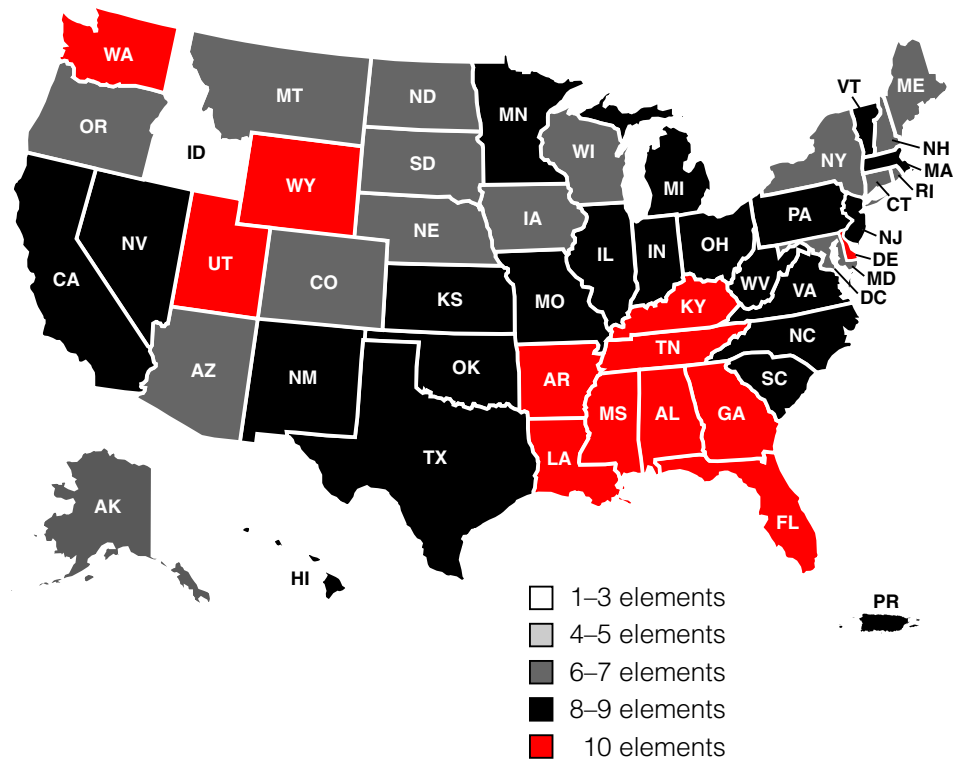 WA
MT
ND
MN
VT
ME
OR
ID
SD
WI
NY
NH
MA
WY
MI
RI
CT
IA
PA
NE
NV
UT
IL
IN
OH
NJ
DE
MD
DC
CA
CO
WV
VA
KS
MO
KY
NC
TN
AZ
NM
OK
AR
SC
MS
AL
GA
TX
LA
AK
FL
HI
PR
1–3 elements
4–5 elements
6–7 elements
8–9 elements
10 elements